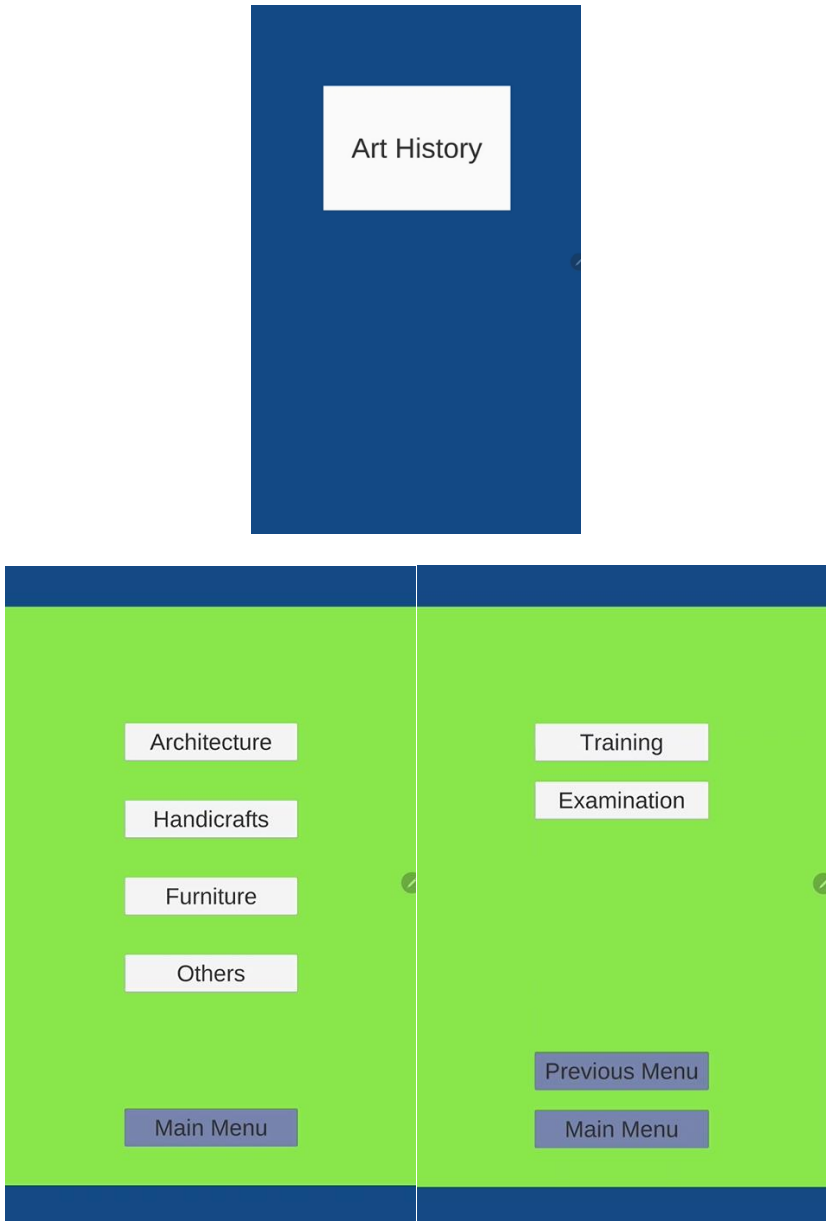 Art History
Architecture
Handicrafts
Furniture
Others
Main Menu
Training
Examination
Previous Menu
Main Menu